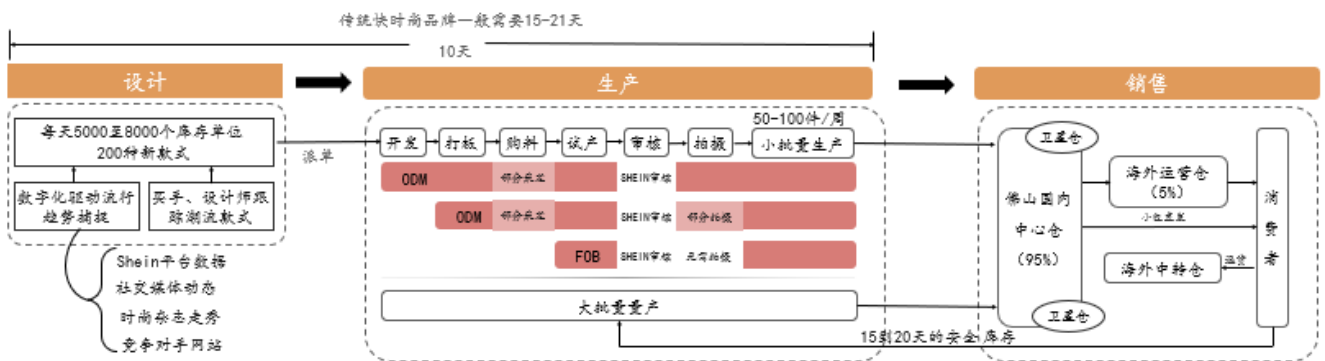 传统快时尚品牌一般需要15-21天
10天
设计
生产
销售
每天5000至8000个库存单位
200种新款式
数字化驱动流行
趋势捕捉
买手、设计师跟
踪潮流款式
Shein平台数据
社交媒体动态
时尚杂志走秀
竞争对手网站
派单
50-100件/周
开发
打板
购料
试产
审核
拍摄
小批量生产
ODM
部分采处
SHEIN审核
ODM
部分采处
SHEIN审核
部分拍摄
FOB
SHEIN审核
无需拍摄
大批量量产
15到20天的安全库存
卫星仓
佛山国内
中心仓
(95%)
卫星仓
海外运营仓
(5%)
小包直发
海外中转仓
退货
消费者